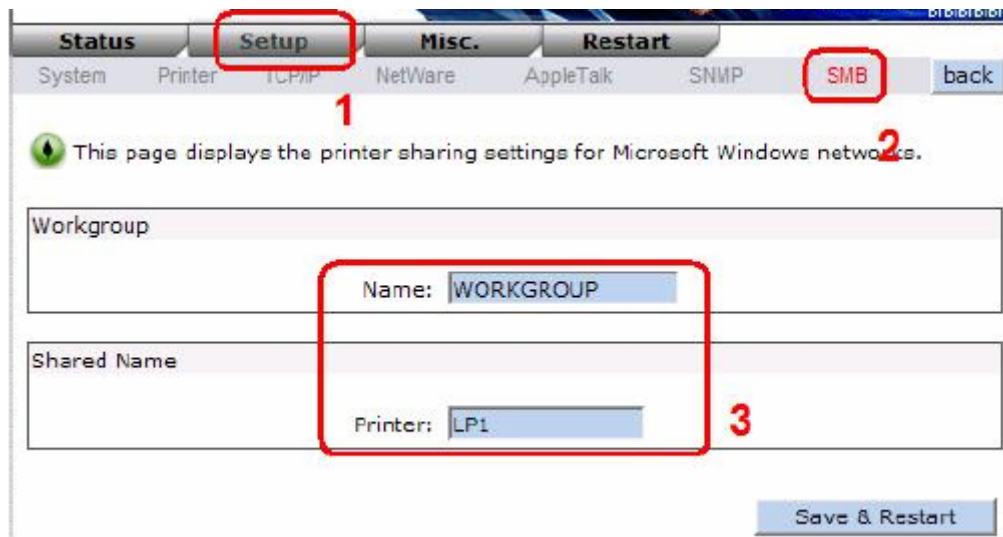 Status Setup Misc. Restart
System Printer TCP/IP NetWare AppleTalk SNMP SMB back
1
2
This page displays the printer sharing settings for Microsoft Windows networks.
Workgroup
Name: WORKGROUP
Shared Name
Printer: LP1
3
Save & Restart